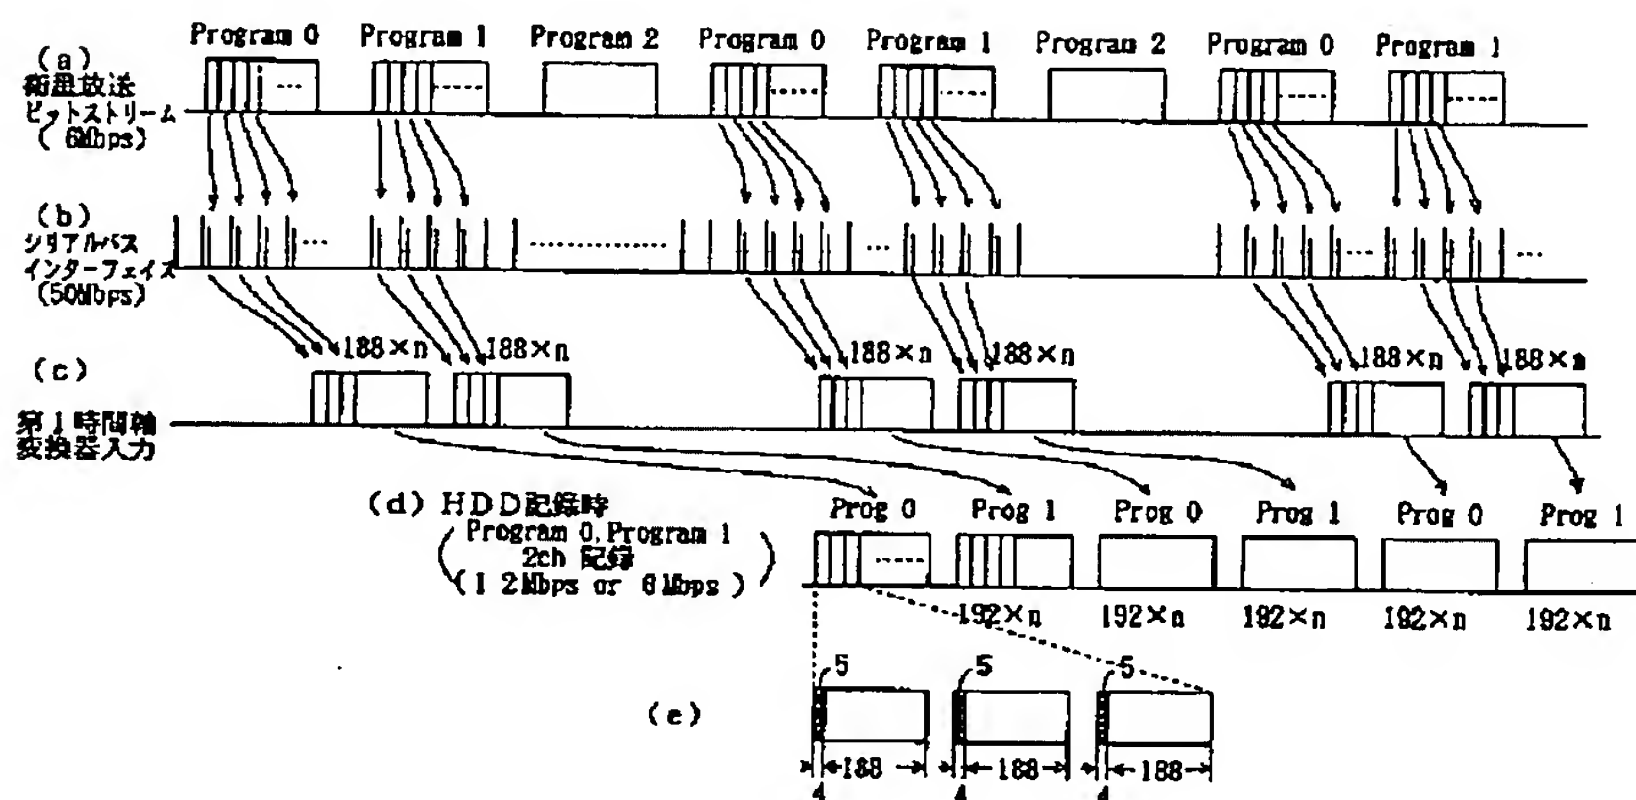 Program 0 Program 1 Program 2 Program 0 Program 1 Program 2 Program 0 Program 1
(a)
衛星放送
ビットストリーム
( 6Mbps)
(b)
シリアルバス
インターフェイス
(50Mbps)
188×n 188×n 188×n 188×n 188×n 188×n
(c)
第1時間軸
変換器入力
(d) HDD記録時
Program 0, Program 1
2ch 記録
(12Mbps or 6Mbps)
Prog 0 Prog 1 Prog 0 Prog 1 Prog 0 Prog 1
192×n 192×n 192×n 192×n 192×n
5 5 5
(e)
188 188 188
4 4 4